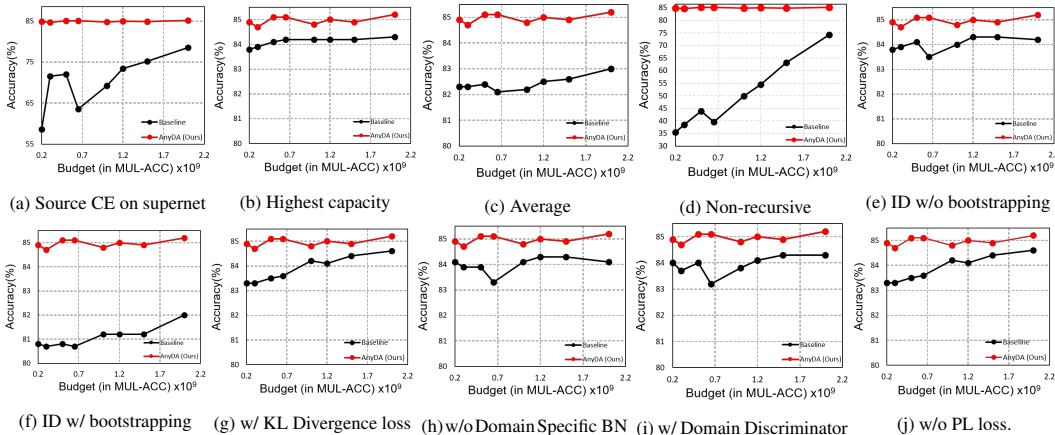 85
75
65
55
0.2 0.7 1.2 1.7 2.2
Accuracy(%)
Budget (in MUL-ACC) x10⁹
Baseline
AnyDA (Ours)
(a) Source CE on supernet
86
85
84
83
82
81
80
0.2 0.7 1.2 1.7 2.2
Accuracy(%)
Budget (in MUL-ACC) x10⁹
Baseline
AnyDA (Ours)
(b) Highest capacity
85
84
83
82
81
80
0.2 0.7 1.2 1.7 2.2
Accuracy(%)
Budget (in MUL-ACC) x10⁹
Baseline
AnyDA (Ours)
(c) Average
85
80
75
70
65
60
55
50
45
40
35
30
0.2 0.7 1.2 1.7 2.2
Accuracy(%)
Budget (in MUL-ACC) x10⁹
Baseline
AnyDA (Ours)
(d) Non-recursive
85
84
83
82
81
80
0.2 0.7 1.2 1.7 2.2
Accuracy(%)
Budget (in MUL-ACC) x10⁹
Baseline
AnyDA (Ours)
(e) ID w/o bootstrapping
85
84
83
82
81
80
0.2 0.7 1.2 1.7 2.2
Accuracy(%)
Budget (in MUL-ACC) x10⁹
Baseline
AnyDA (Ours)
(f) ID w/ bootstrapping
85
84
83
82
81
80
0.2 0.7 1.2 1.7 2.2
Accuracy(%)
Budget (in MUL-ACC) x10⁹
Baseline
AnyDA (Ours)
(g) w/ KL Divergence loss
85
84
83
82
81
80
0.2 0.7 1.2 1.7 2.2
Accuracy(%)
Budget (in MUL-ACC) x10⁹
Baseline
AnyDA (Ours)
(h) w/o Domain Specific BN
85
84
83
82
81
80
0.2 0.7 1.2 1.7 2.2
Accuracy(%)
Budget (in MUL-ACC) x10⁹
Baseline
AnyDA (Ours)
(i) w/ Domain Discriminator
85
84
83
82
81
80
0.2 0.7 1.2 1.7 2.2
Accuracy(%)
Budget (in MUL-ACC) x10⁹
Baseline
AnyDA (Ours)
(j) w/o PL loss.